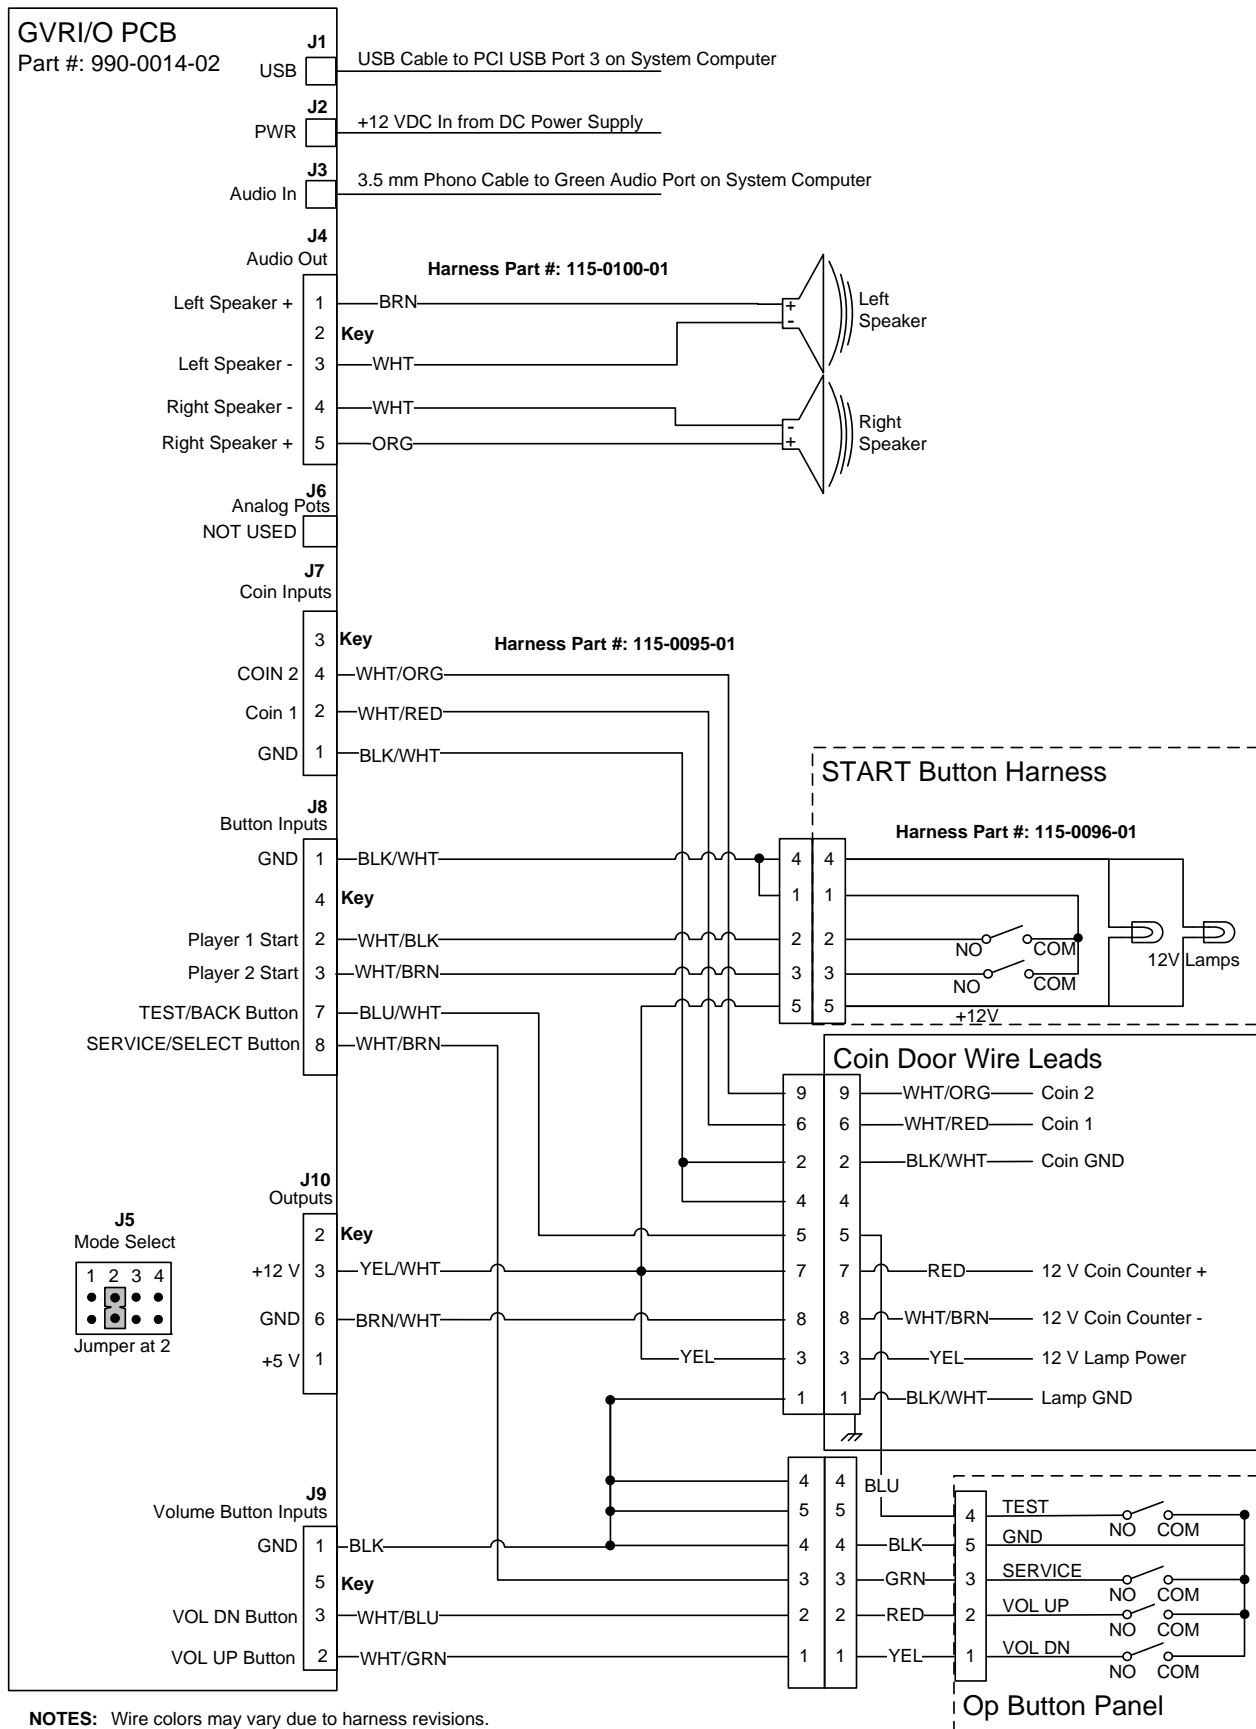 GVRI/O PCB
Part #: 990-0014-02
J1
USB
USB Cable to PCI USB Port 3 on System Computer
J2
PWR
+12 VDC In from DC Power Supply
J3
Audio In
3.5 mm Phono Cable to Green Audio Port on System Computer
J4
Audio Out
Harness Part #: 115-0100-01
Left Speaker + 1 BRN + Left
2 Key - Speaker
Left Speaker - 3 WHT
Right Speaker - 4 WHT - Right
Right Speaker + 5 ORG + Speaker
J6
Analog Pots
NOT USED
J7
Coin Inputs
3 Key
Harness Part #: 115-0095-01
COIN 2 4 WHT/ORG
Coin 1 2 WHT/RED
GND 1 BLK/WHT
START Button Harness
J8
Button Inputs
Harness Part #: 115-0096-01
GND 1 BLK/WHT 4 4
4 Key 1 1
Player 1 Start 2 WHT/BLK 2 2 NO COM 12V Lamps
Player 2 Start 3 WHT/BRN 3 3 NO COM
5 5 +12V
TEST/BACK Button 7 BLU/WHT
SERVICE/SELECT Button 8 WHT/BRN
Coin Door Wire Leads
9 9 WHT/ORG Coin 2
6 6 WHT/RED Coin 1
2 2 BLK/WHT Coin GND
J10
Outputs
4 4
J5
Mode Select
1 2 3 4
Jumper at 2
2 Key 5 5
+12 V 3 YEL/WHT 7 7 RED 12 V Coin Counter +
GND 6 BRN/WHT 8 8 WHT/BRN 12 V Coin Counter -
+5 V 1 YEL 3 3 YEL 12 V Lamp Power
1 1 BLK/WHT Lamp GND
J9
Volume Button Inputs
4 4 BLU
5 5 4 TEST NO COM
GND 1 BLK 4 4 BLK 5 GND
5 Key 3 3 GRN 3 SERVICE NO COM
VOL DN Button 3 WHT/BLU 2 2 RED 2 VOL UP NO COM
VOL UP Button 2 WHT/GRN 1 1 YEL 1 VOL DN NO COM
Op Button Panel
NOTES: Wire colors may vary due to harness revisions.